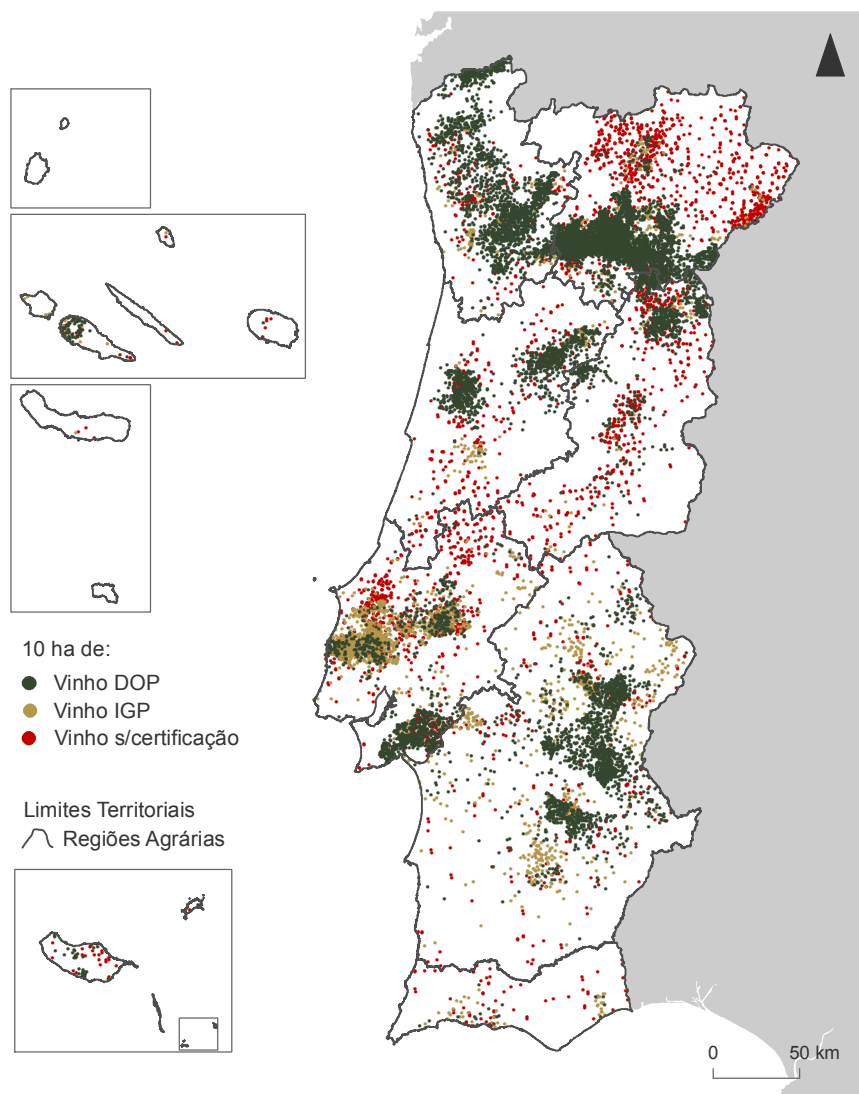 10 ha de:
Vinho DOP
Vinho IGP
Vinho s/certificação
Limites Territoriais
Regiões Agrárias
0 50 km